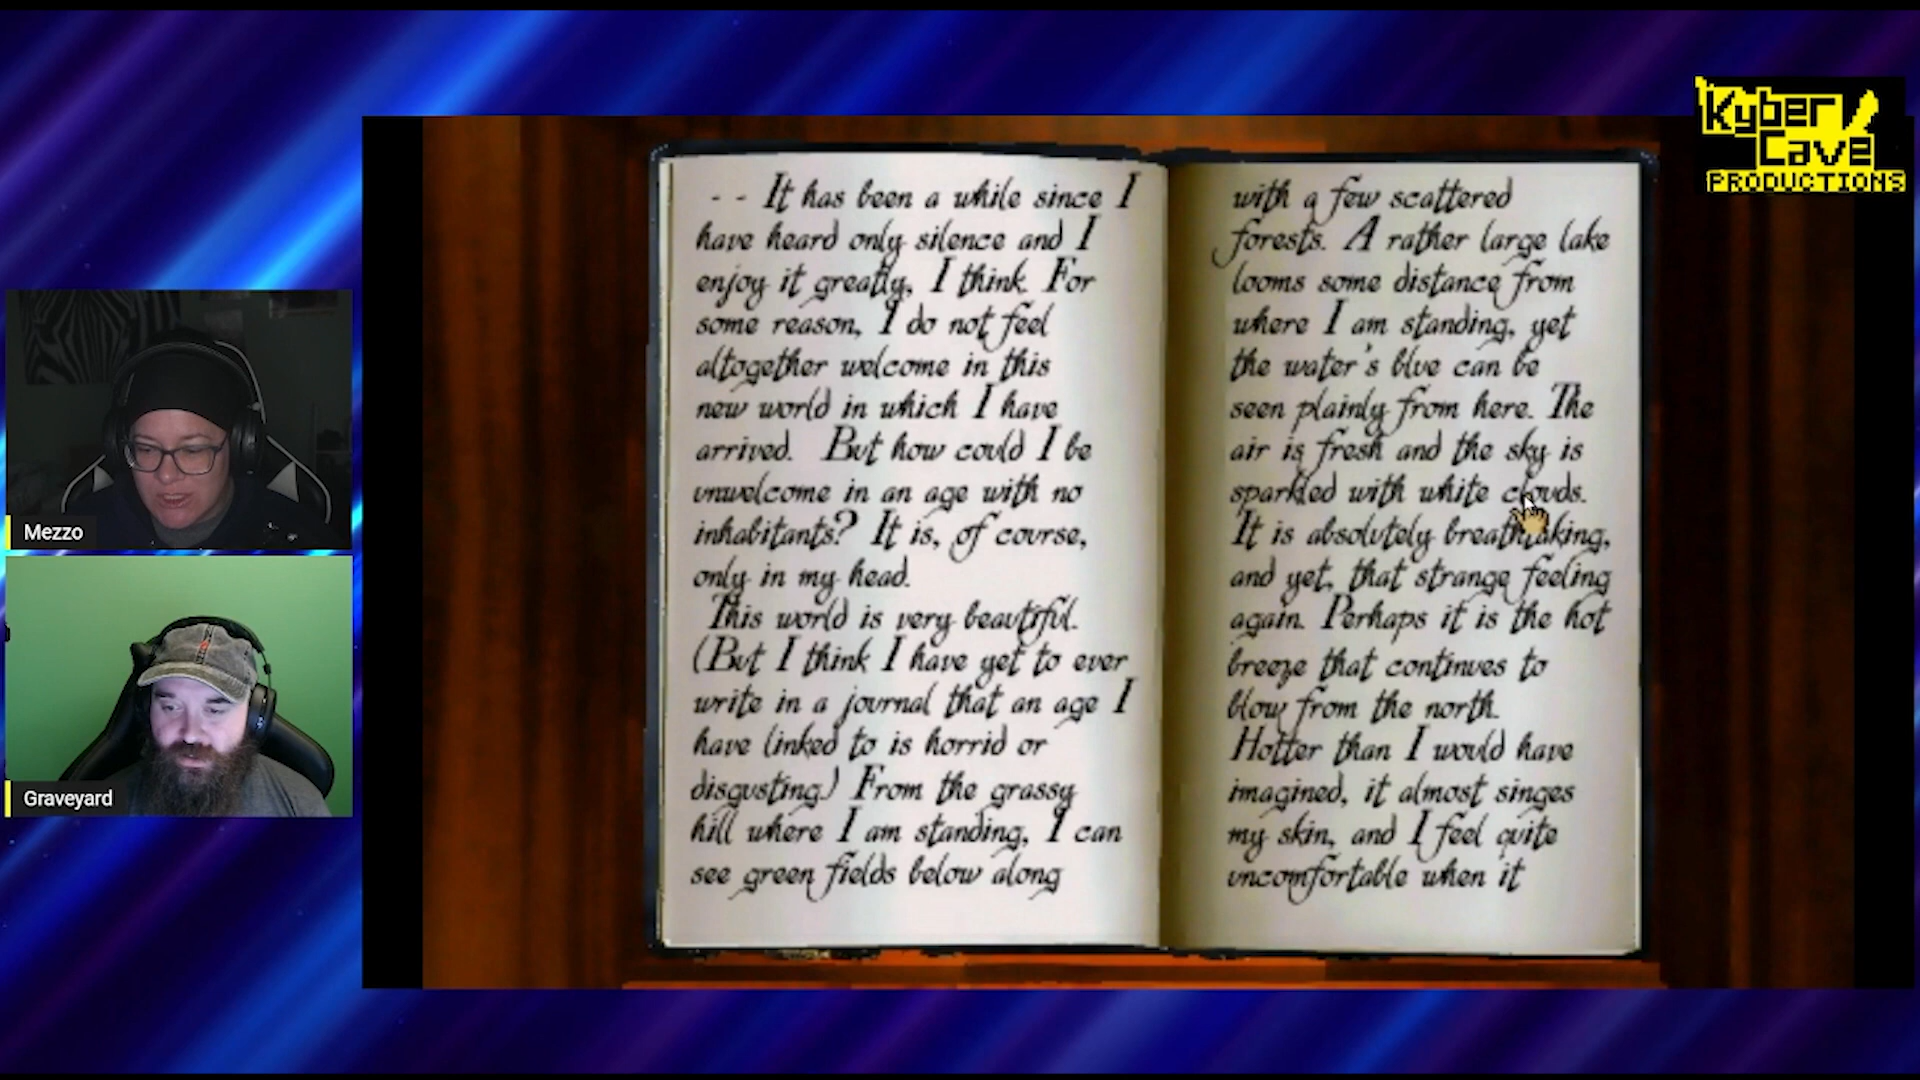 Kyber
Cave
PRODUCTIONS
Mezzo
Graveyard
- - It has been a while since I
have heard only silence and I
enjoy it greatly, I think. For
some reason, I do not feel
altogether welcome in this
new world in which I have
arrived. But how could I be
unwelcome in an age with no
inhabitants? It is, of course,
only in my head.
This world is very beautiful.
(But I think I have yet to ever
write in a journal that an age I
have linked to is horrid or
disgusting.) From the grassy
hill where I am standing, I can
see green fields below along
with a few scattered
forests. A rather large lake
looms some distance from
where I am standing, yet
the water's blue can be
seen plainly from here. The
air is fresh and the sky is
sparkled with white clouds.
It is absolutely breathtaking,
and yet, that strange feeling
again. Perhaps it is the hot
breeze that continues to
blow from the north.
Hotter than I would have
imagined, it almost singes
my skin, and I feel quite
uncomfortable when it